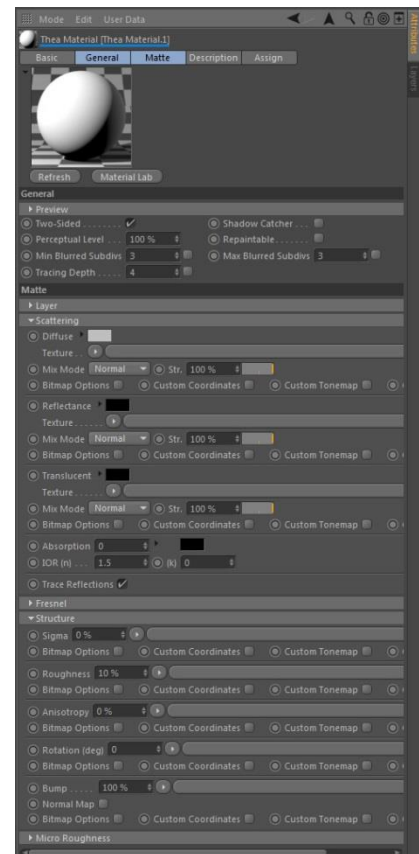 Mode Edit User Data
Attributes
Layers
Thea Material [Thea Material.1]
Basic General Matte Description Assign
Refresh Material Lab
General
Preview
Two-Sided . . . . . . . . Shadow Catcher . . .
Perceptual Level . . . 100 % Repaintable . . . . . . .
Min Blurred Subdivs 3 Max Blurred Subdivs 3
Tracing Depth . . . . 4
Matte
Layer
Scattering
Diffuse
Texture . .
Mix Mode Normal Str. 100 %
Bitmap Options Custom Coordinates Custom Tonemap
Reflectance
Texture . . . . . .
Mix Mode Normal Str. 100 %
Bitmap Options Custom Coordinates Custom Tonemap
Translucent
Texture . . . . . .
Mix Mode Normal Str. 100 %
Bitmap Options Custom Coordinates Custom Tonemap
Absorption 0
IOR (n) . . . 1.5 (k) 0
Trace Reflections
Fresnel
Structure
Sigma 0 %
Bitmap Options Custom Coordinates Custom Tonemap
Roughness 10 %
Bitmap Options Custom Coordinates Custom Tonemap
Anisotropy 0 %
Bitmap Options Custom Coordinates Custom Tonemap
Rotation (deg) 0
Bitmap Options Custom Coordinates Custom Tonemap
Bump . . . . . 100 %
Normal Map
Bitmap Options Custom Coordinates Custom Tonemap
Micro Roughness